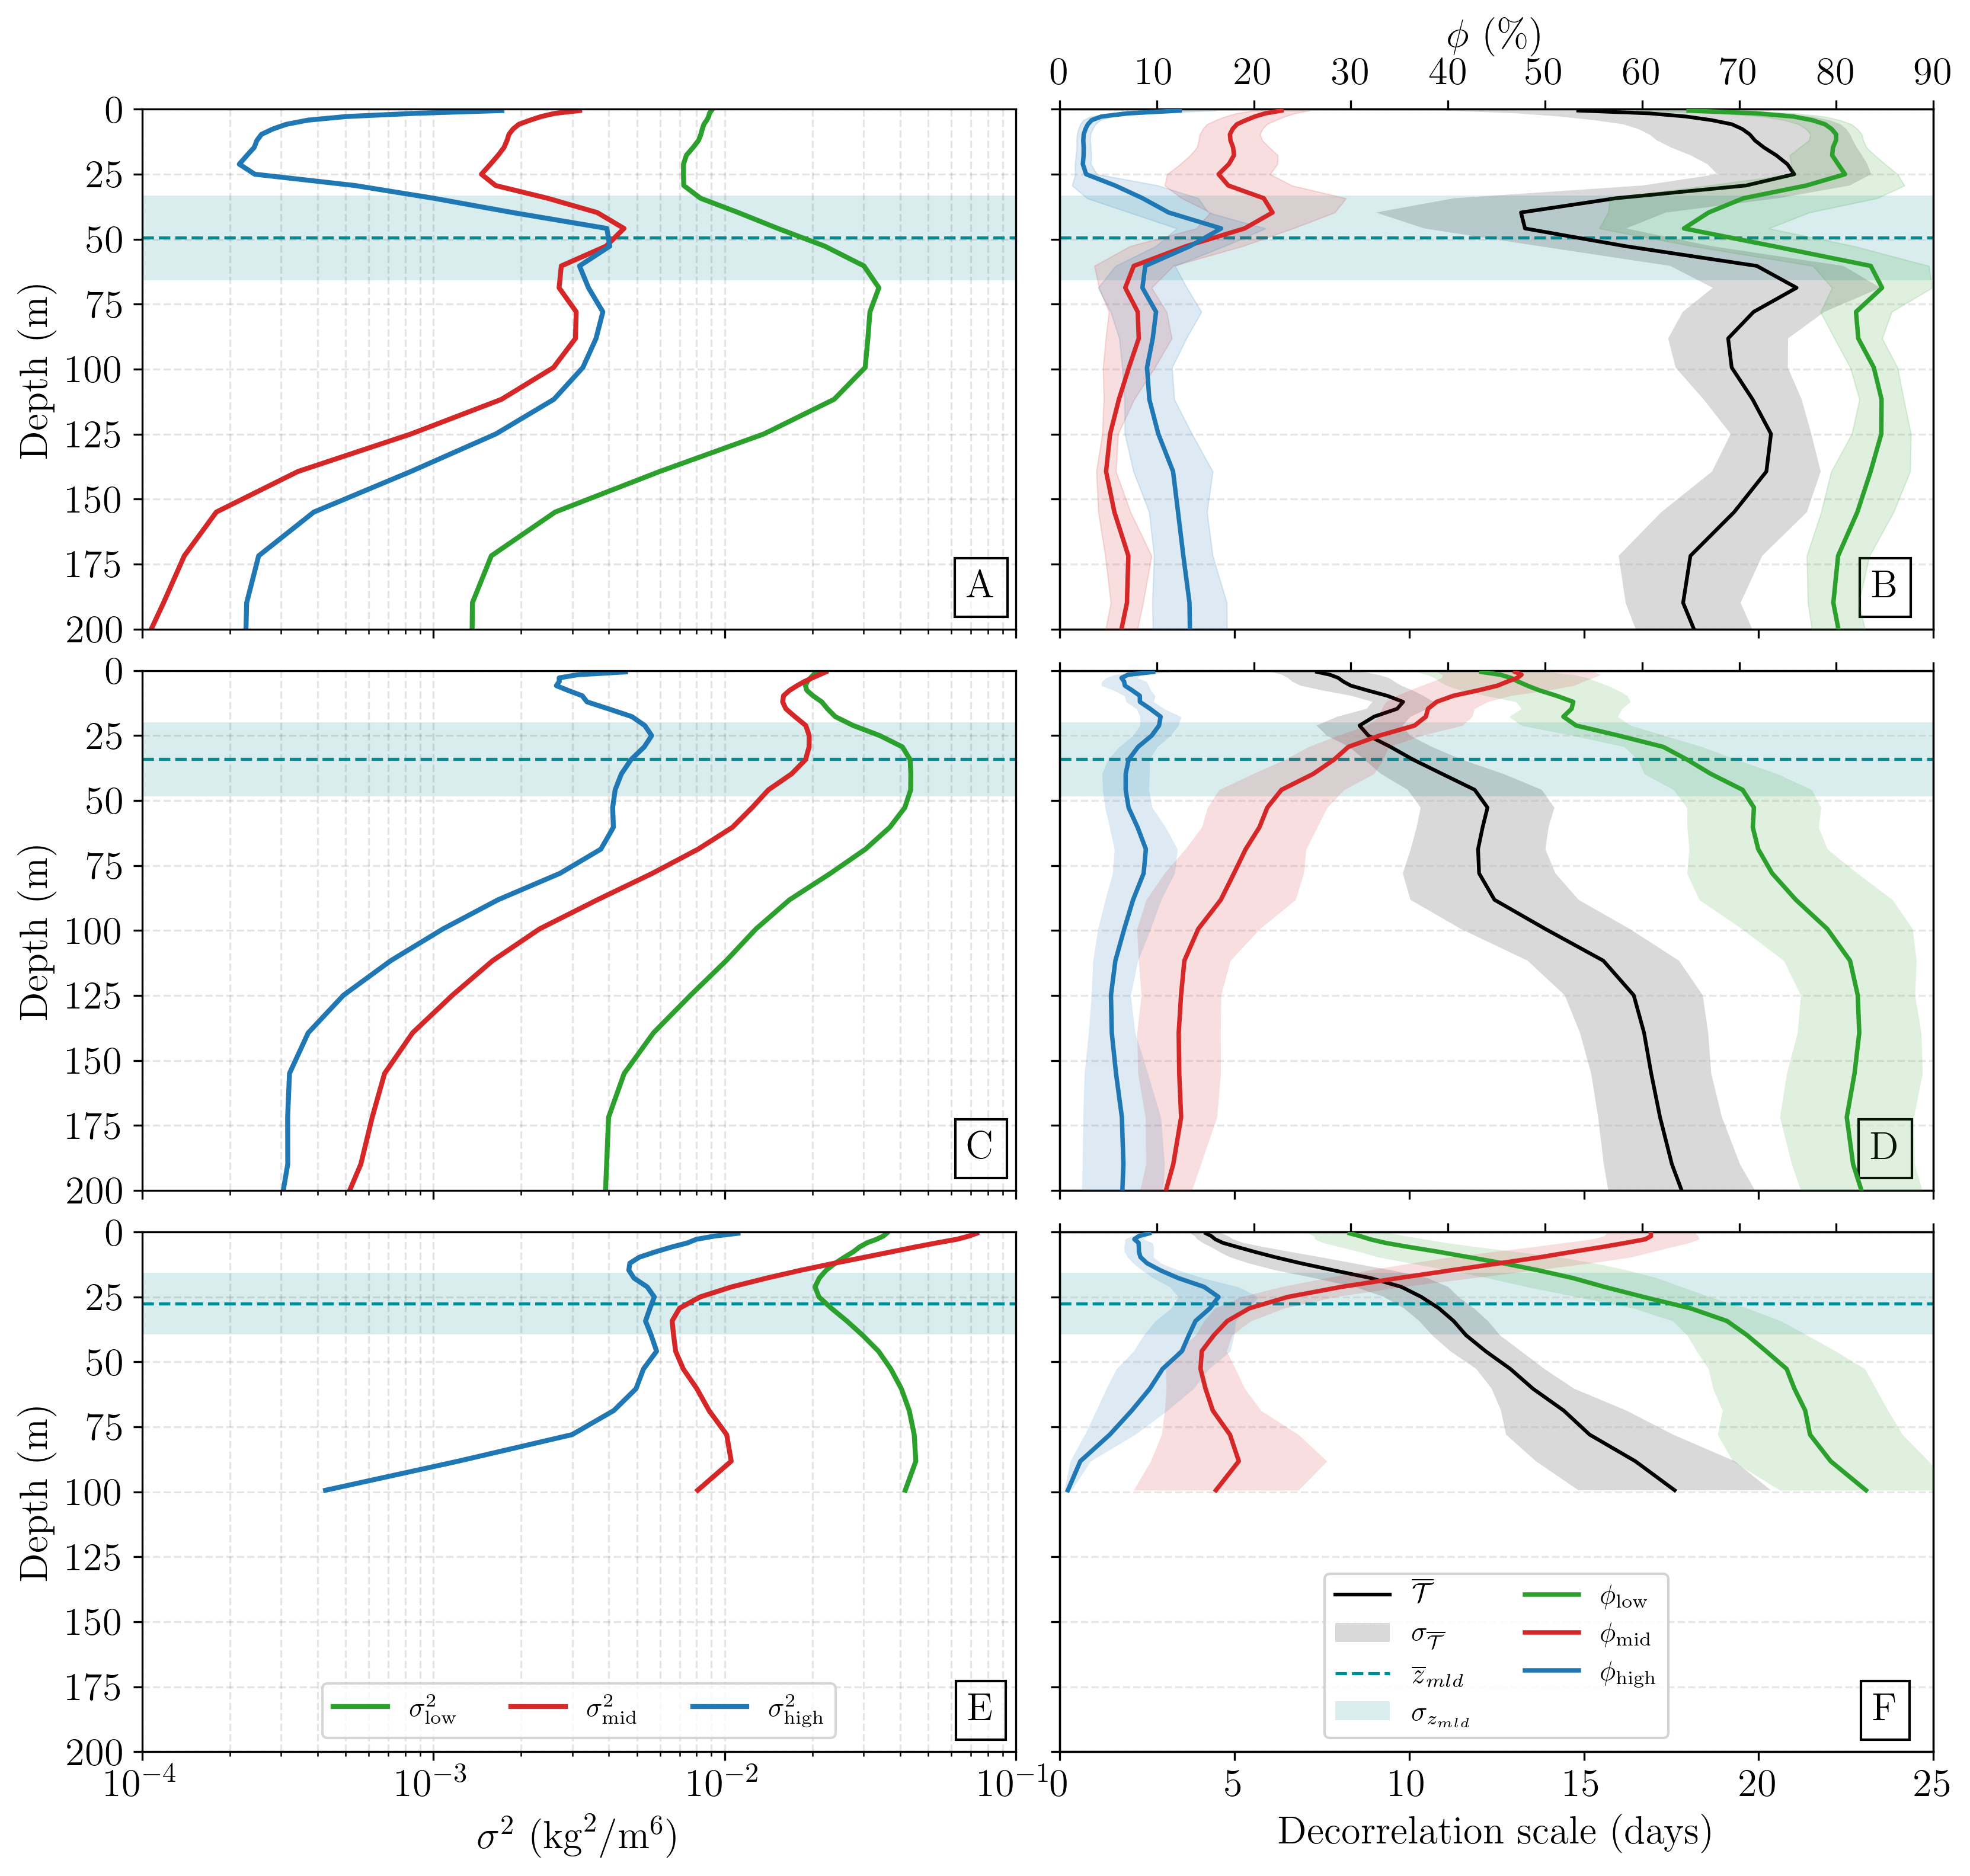 ϕ (%)
0 10 20 30 40 50 60 70 80 90
0
25
50
75
100
125
150
175
200
Depth (m)
A
B
0
25
50
75
100
125
150
175
200
Depth (m)
C
D
0
25
50
75
100
125
150
175
200
Depth (m)
σ²low σ²mid σ²high
E
𝒯̅ ϕlow
σ𝒯̅ ϕmid
z̅mld ϕhigh
σzmld
F
10⁻⁴ 10⁻³ 10⁻² 10⁻¹
0 5 10 15 20 25
σ² (kg²/m⁶)
Decorrelation scale (days)